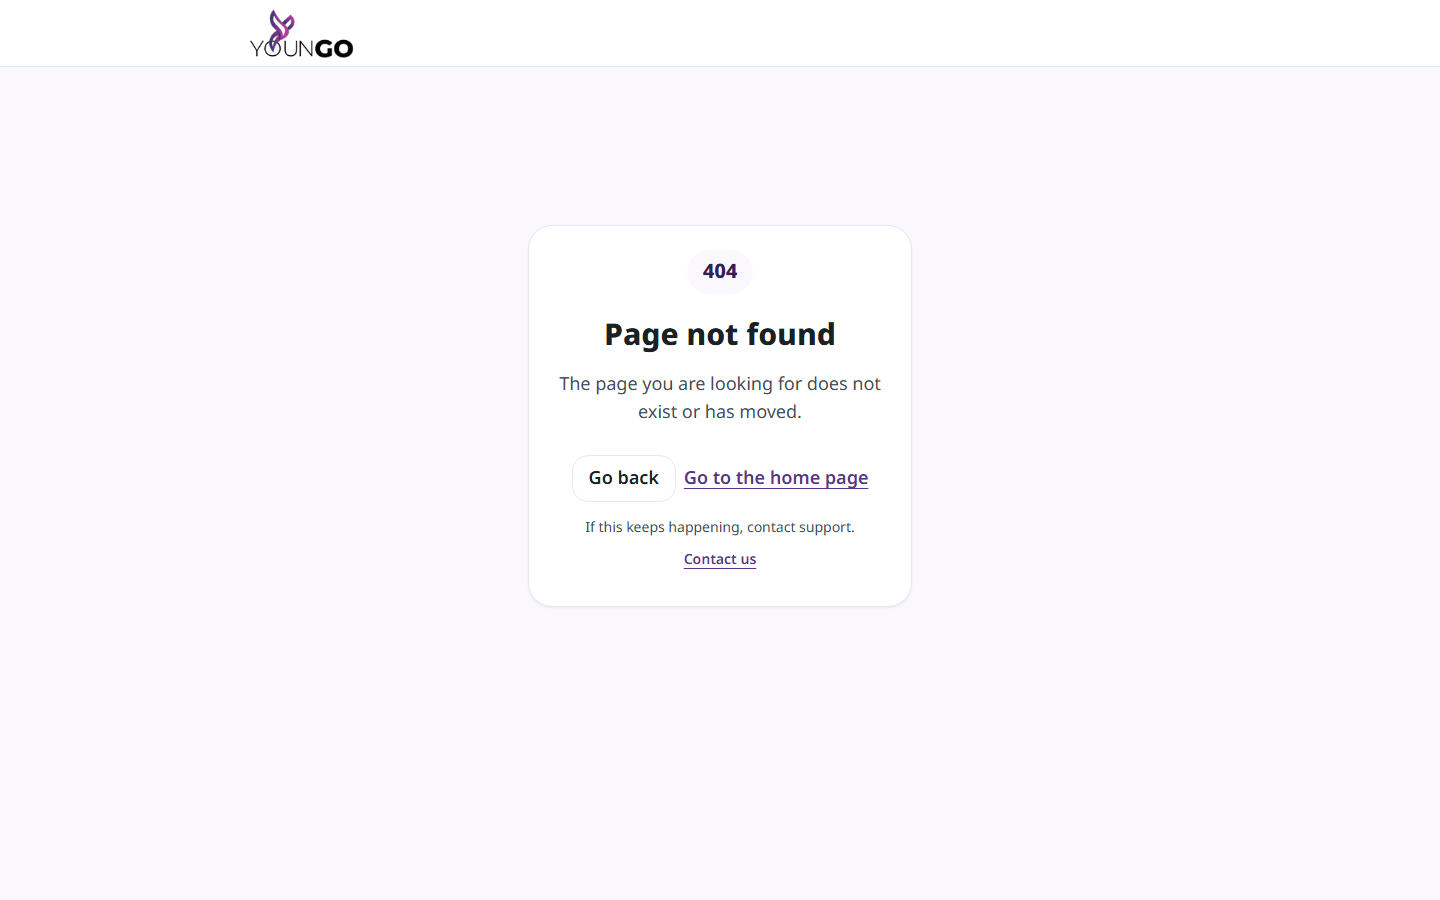 YOUNGO
404
Page not found
The page you are looking for does not
exist or has moved.
Go back Go to the home page
If this keeps happening, contact support.
Contact us